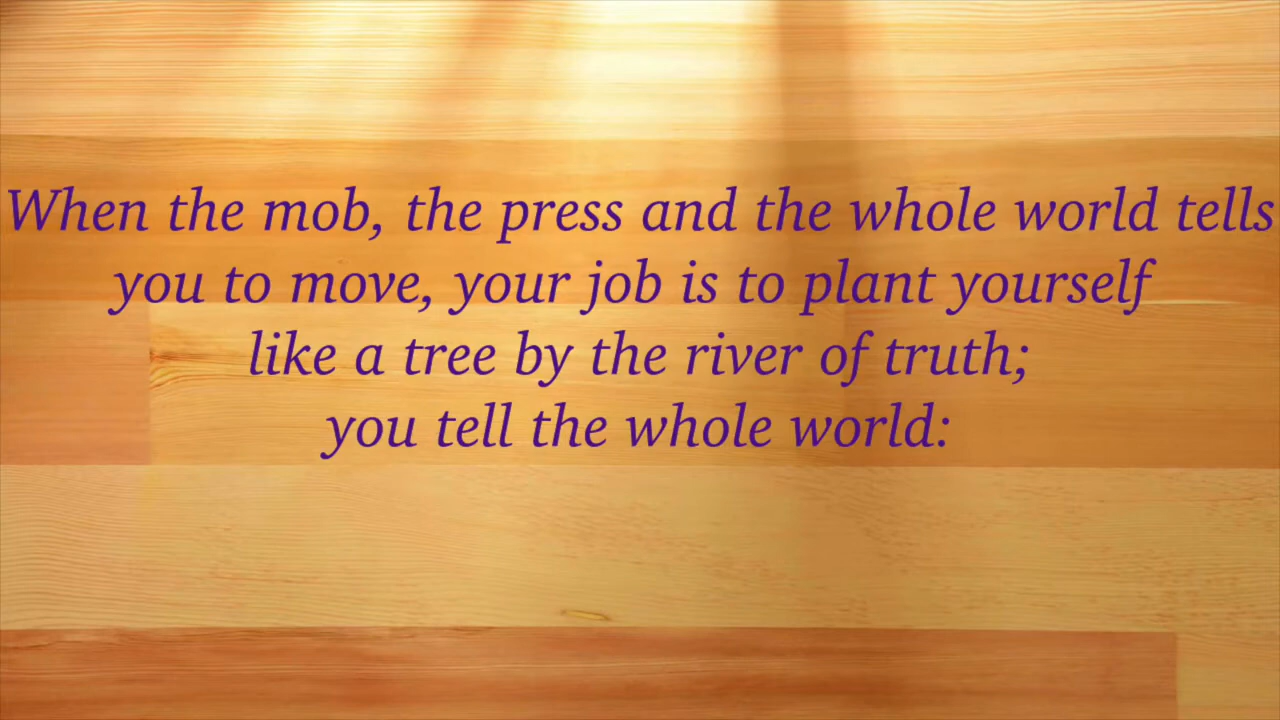 When the mob, the press and the whole world tells
you to move, your job is to plant yourself
like a tree by the river of truth;
you tell the whole world: